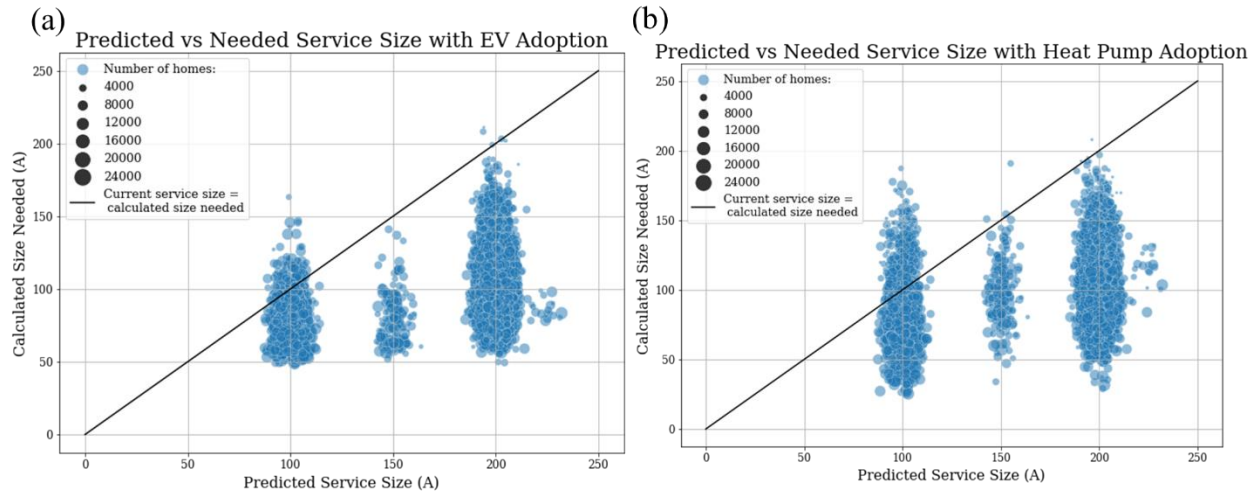 (a)
Predicted vs Needed Service Size with EV Adoption
250
200
150
100
50
0
Calculated Size Needed (A)
Number of homes:
4000
8000
12000
16000
20000
24000
Current service size =
calculated size needed
0 50 100 150 200 250
Predicted Service Size (A)
(b)
Predicted vs Needed Service Size with Heat Pump Adoption
250
200
150
100
50
0
Calculated Size Needed (A)
Number of homes:
4000
8000
12000
16000
20000
24000
Current service size =
calculated size needed
0 50 100 150 200 250
Predicted Service Size (A)